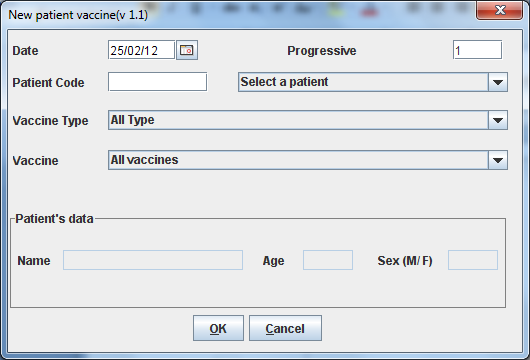 New patient vaccine(v 1.1)
Date 25/02/12 Progressive 1
Patient Code Select a patient
Vaccine Type All Type
Vaccine All vaccines
Patient's data
Name Age Sex (M/ F)
OK Cancel